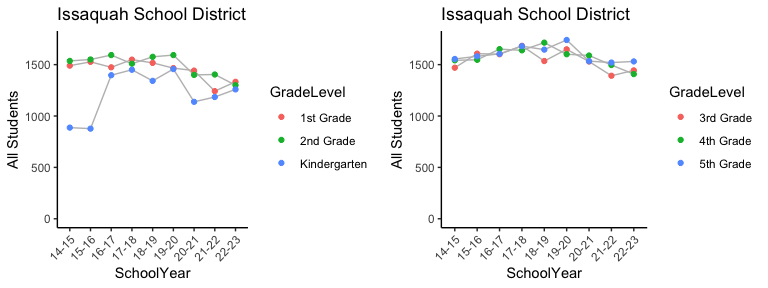 Issaquah School District
All Students
1500
1000
500
0
14-15
15-16
16-17
17-18
18-19
19-20
20-21
21-22
22-23
SchoolYear
GradeLevel
1st Grade
2nd Grade
Kindergarten
Issaquah School District
All Students
1500
1000
500
0
14-15
15-16
16-17
17-18
18-19
19-20
20-21
21-22
22-23
SchoolYear
GradeLevel
3rd Grade
4th Grade
5th Grade